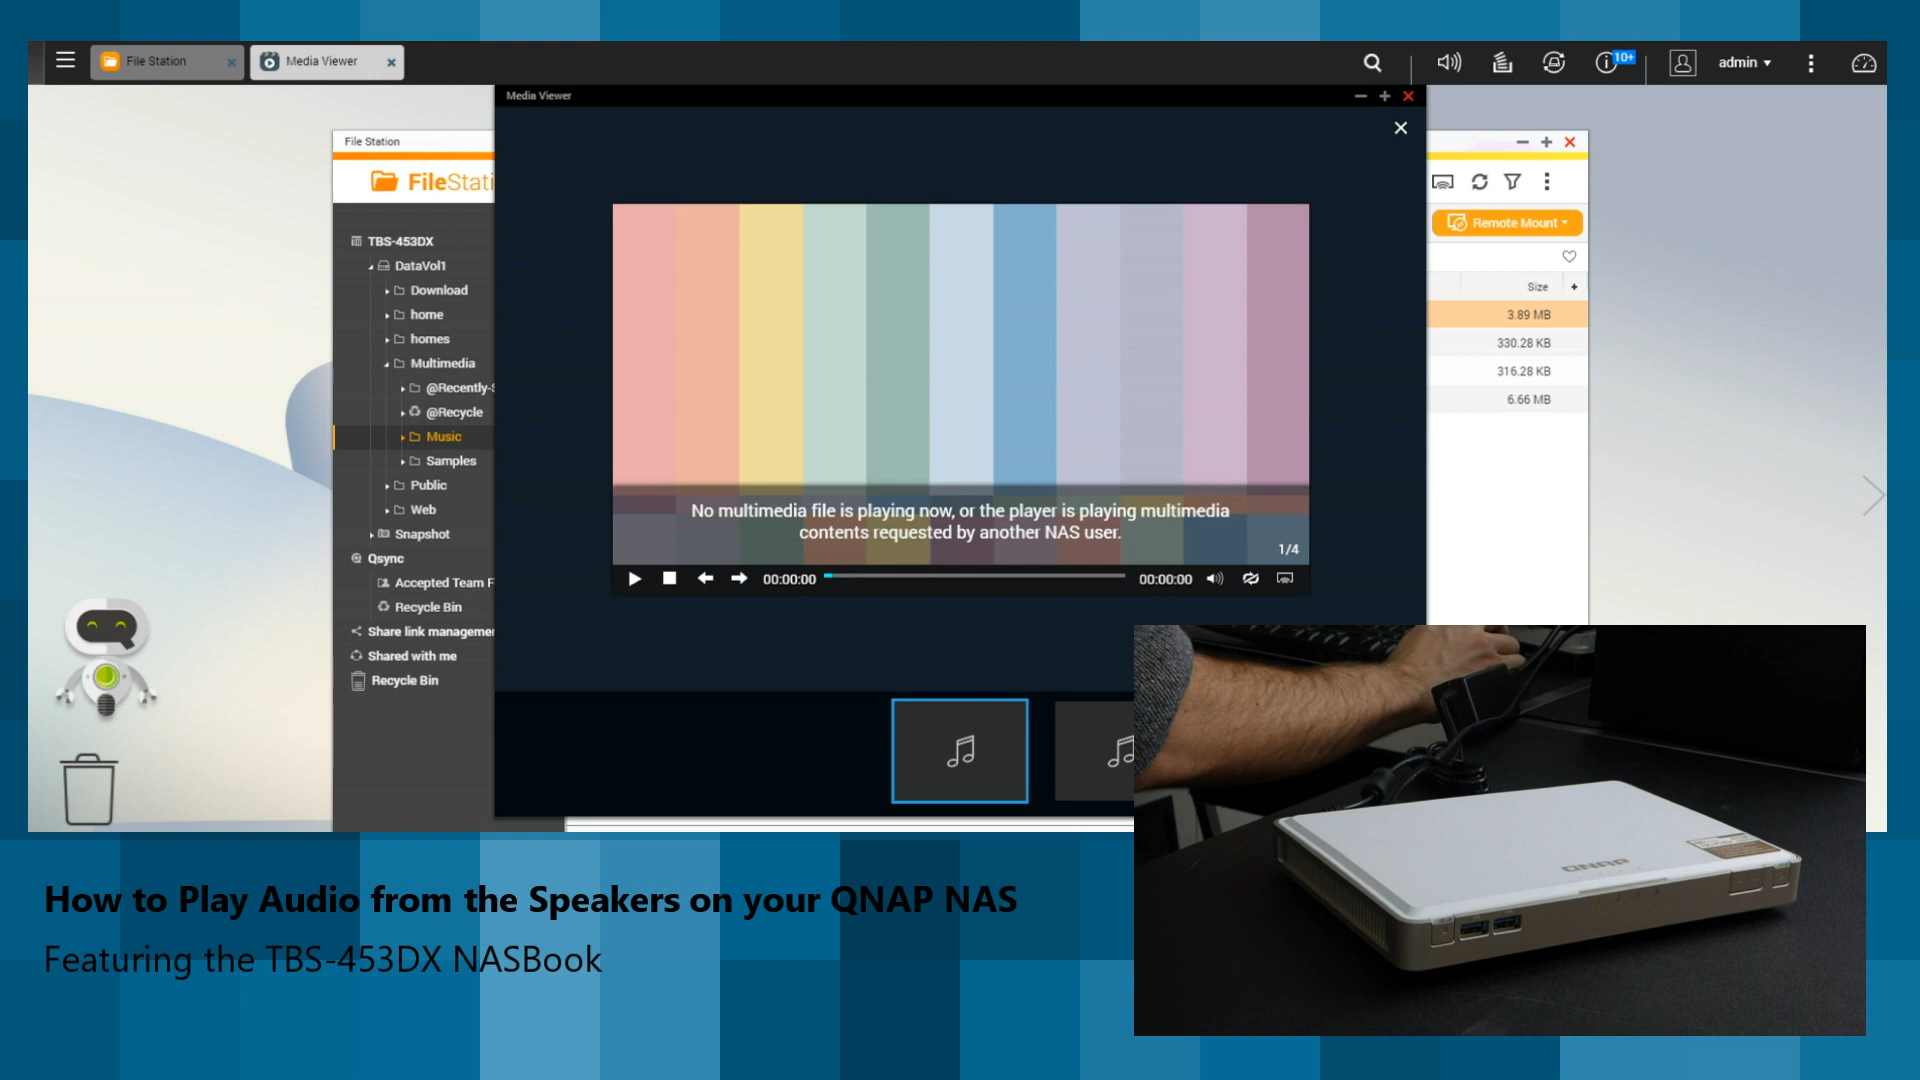 File Station
Media Viewer
10+
admin
Media Viewer
File Station
FileStati
Remote Mount
TBS-453DX
DataVol1
Download
home
homes
Multimedia
@Recently-S
@Recycle
Music
Samples
Public
Web
Snapshot
Qsync
Accepted Team F
Recycle Bin
Share link managemen
Shared with me
Recycle Bin
Size
3.89 MB
330.28 KB
316.28 KB
6.66 MB
No multimedia file is playing now, or the player is playing multimedia
contents requested by another NAS user.
1/4
00:00:00
00:00:00
QNAP
How to Play Audio from the Speakers on your QNAP NAS
Featuring the TBS-453DX NASBook